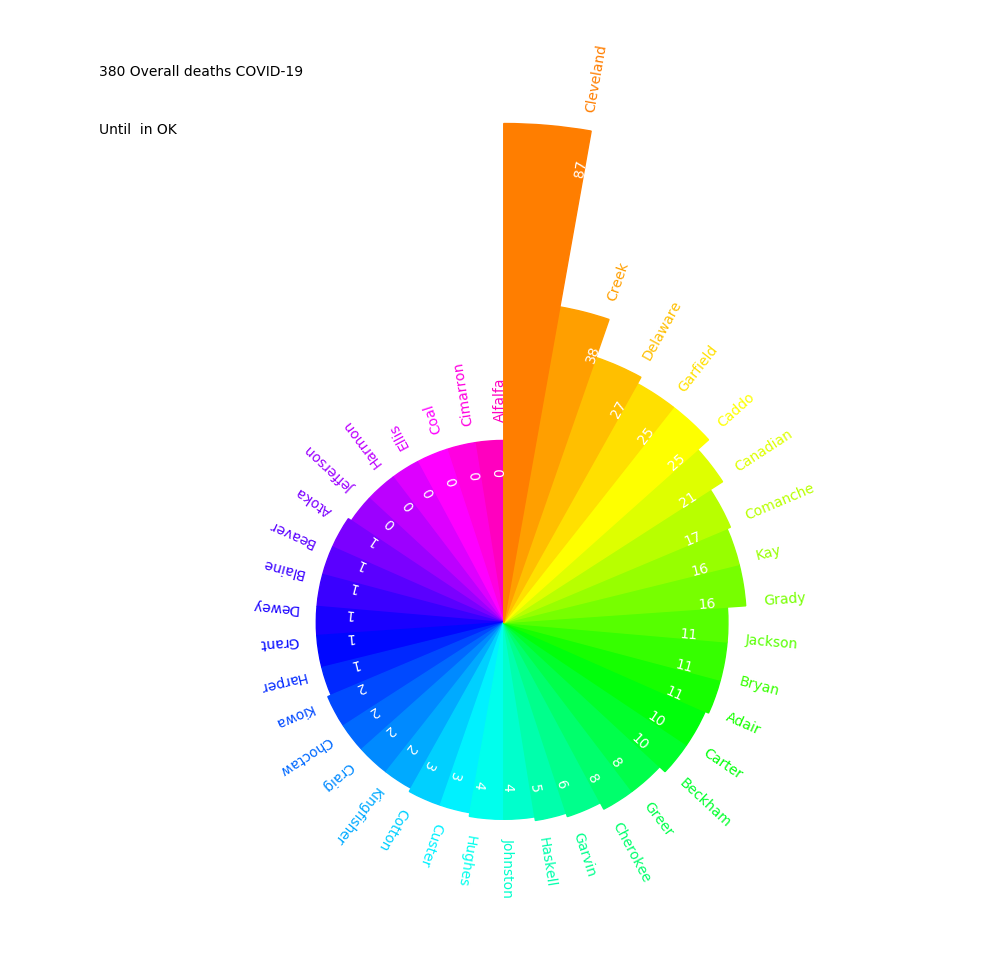 380 Overall deaths COVID-19
Until  in OK
Cleveland
87
Creek
38
Delaware
27
Garfield
25
Caddo
25
Canadian
21
Comanche
17
Kay
16
Grady
16
Jackson
11
Bryan
11
Adair
11
Carter
10
Beckham
10
Greer
8
Cherokee
8
Garvin
6
Haskell
5
Johnston
4
Hughes
4
Custer
3
Cotton
3
Kingfisher
2
Craig
2
Choctaw
2
Kiowa
2
Harper
1
Grant
1
Dewey
1
Blaine
1
Beaver
1
Atoka
1
Jefferson
0
Harmon
0
Ellis
0
Coal
0
Cimarron
0
Alfalfa
0